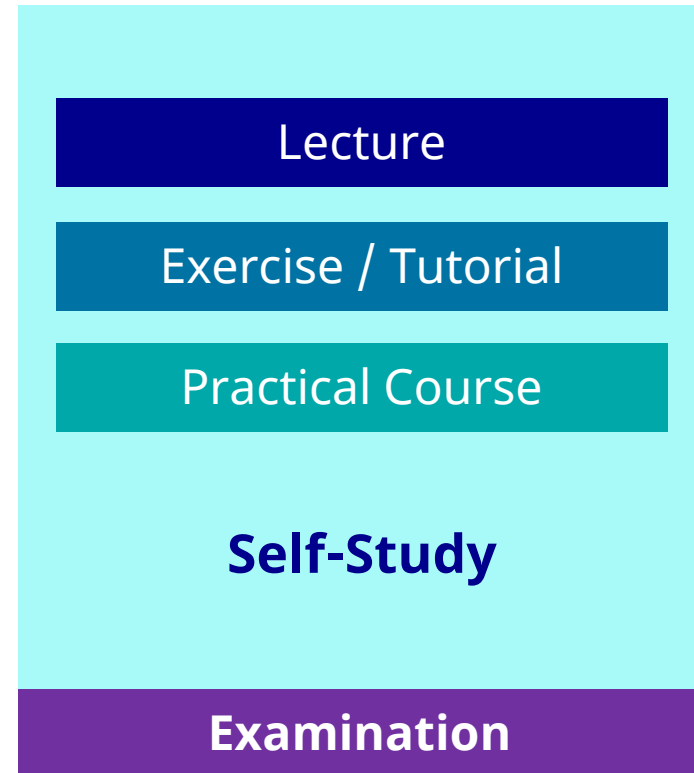 Lecture
Exercise / Tutorial
Practical Course
Self-Study
Examination